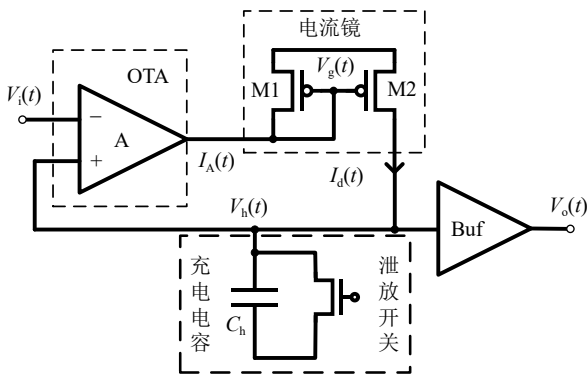 电流镜
OTA
V_g(t)
M1
M2
V_i(t)
−
A
+
I_A(t)
I_d(t)
V_h(t)
V_o(t)
Buf
充电电容
C_h
泄放开关